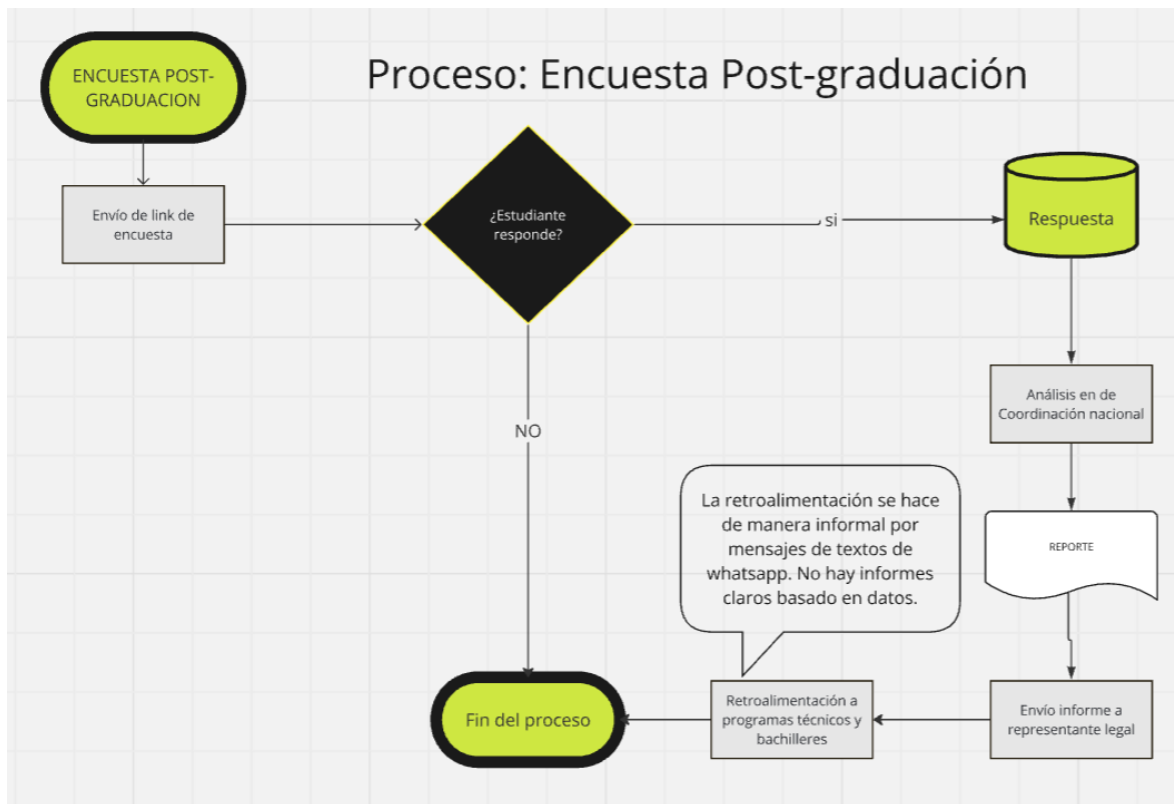 ENCUESTA POST-
GRADUACION
Proceso: Encuesta Post-graduación
Envío de link de
encuesta
¿Estudiante
responde?
si
Respuesta
Análisis en de
Coordinación nacional
NO
La retroalimentación se hace
de manera informal por
mensajes de textos de
whatsapp. No hay informes
claros basado en datos.
REPORTE
Fin del proceso
Retroalimentación a
programas técnicos y
bachilleres
Envío informe a
representante legal